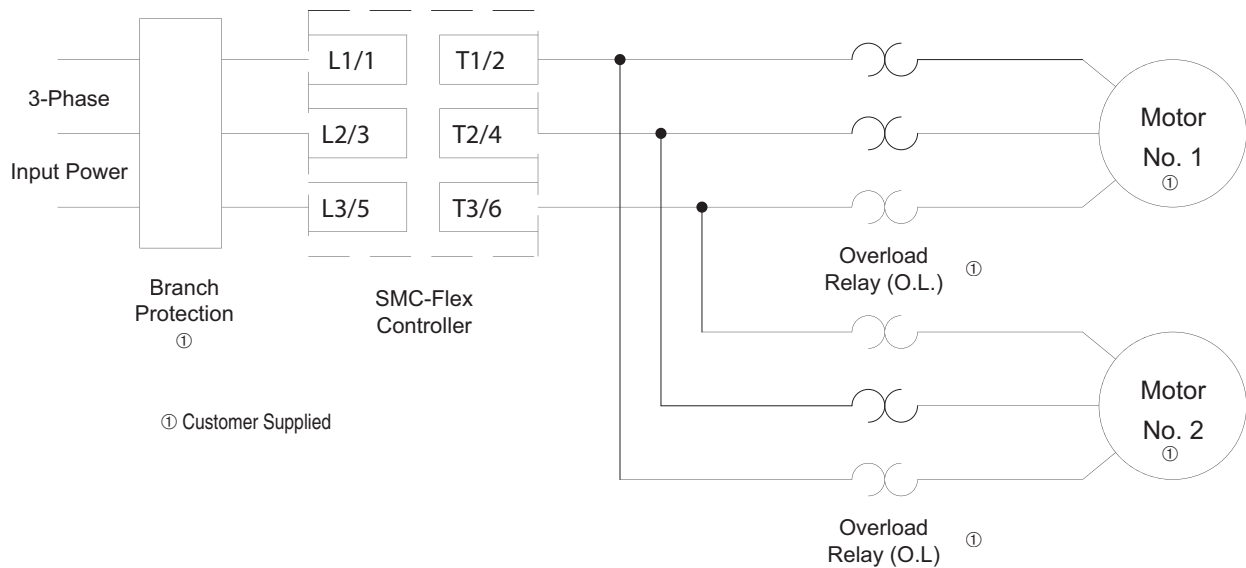 3-Phase
Input Power
L1/1
T1/2
L2/3
T2/4
L3/5
T3/6
Branch
Protection
①
SMC-Flex
Controller
① Customer Supplied
Motor
No. 1
①
Overload
Relay (O.L.) ①
Motor
No. 2
①
Overload
Relay (O.L) ①